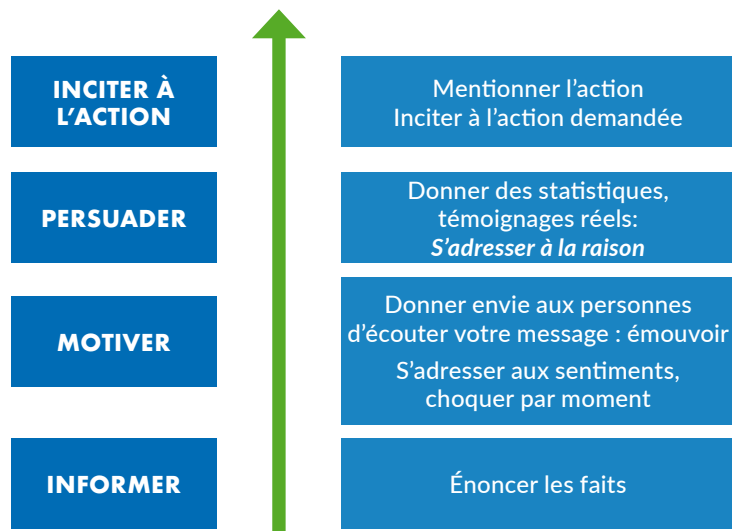 INCITER À
L'ACTION
Mentionner l'action
Inciter à l'action demandée
PERSUADER
Donner des statistiques,
témoignages réels:
S'adresser à la raison
MOTIVER
Donner envie aux personnes
d'écouter votre message : émouvoir
S'adresser aux sentiments,
choquer par moment
INFORMER
Énoncer les faits